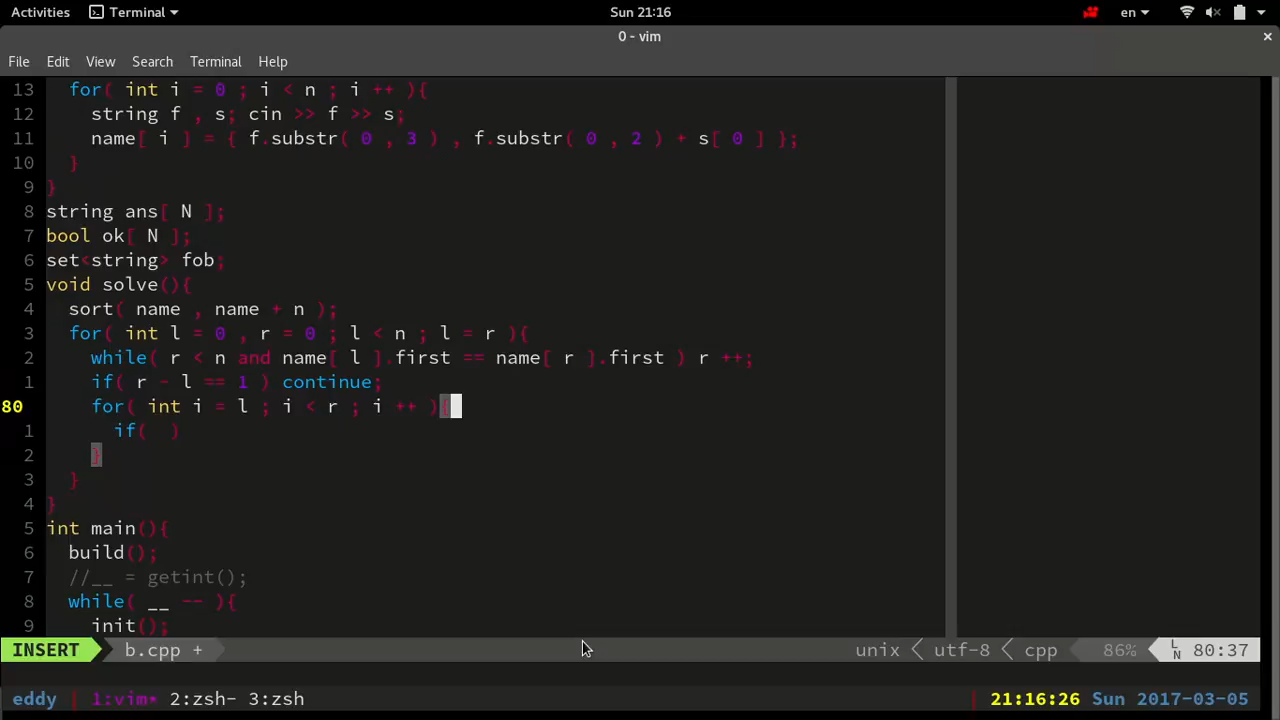 Activities Terminal Sun 21:16 en
0 - vim ×
File Edit View Search Terminal Help
13 for( int i = 0 ; i < n ; i ++ ){
12 string f , s; cin >> f >> s;
11 name[ i ] = { f.substr( 0 , 3 ) , f.substr( 0 , 2 ) + s[ 0 ] };
10 }
9 }
8 string ans[ N ];
7 bool ok[ N ];
6 set<string> fob;
5 void solve(){
4 sort( name , name + n );
3 for( int l = 0 , r = 0 ; l < n ; l = r ){
2 while( r < n and name[ l ].first == name[ r ].first ) r ++;
1 if( r - l == 1 ) continue;
80 for( int i = l ; i < r ; i ++ ){
1 if(  )
2 }
3 }
4 }
5 int main(){
6 build();
7 //__ = getint();
8 while( __ -- ){
9 init();
INSERT b.cpp + unix utf-8 cpp 86% LN 80:37
eddy 1:vim* 2:zsh- 3:zsh 21:16:26 Sun 2017-03-05